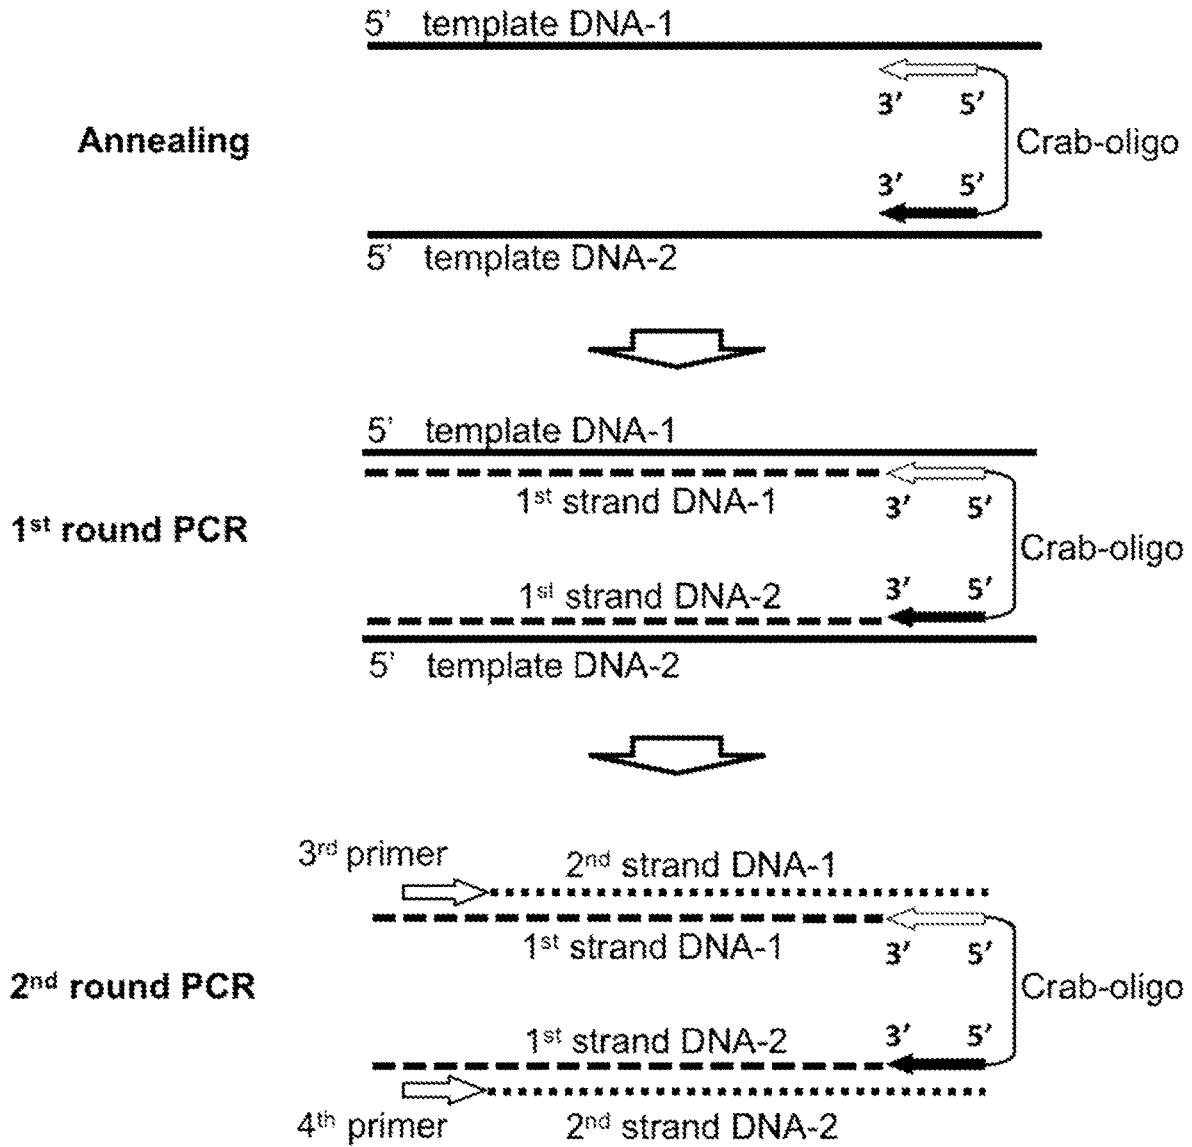 5' template DNA-1
3' 5'
Annealing
Crab-oligo
3' 5'
5' template DNA-2
5' template DNA-1
1st strand DNA-1
3' 5'
1st round PCR
Crab-oligo
1st strand DNA-2
3' 5'
5' template DNA-2
3rd primer
2nd strand DNA-1
1st strand DNA-1
3' 5'
2nd round PCR
Crab-oligo
1st strand DNA-2
3' 5'
4th primer
2nd strand DNA-2